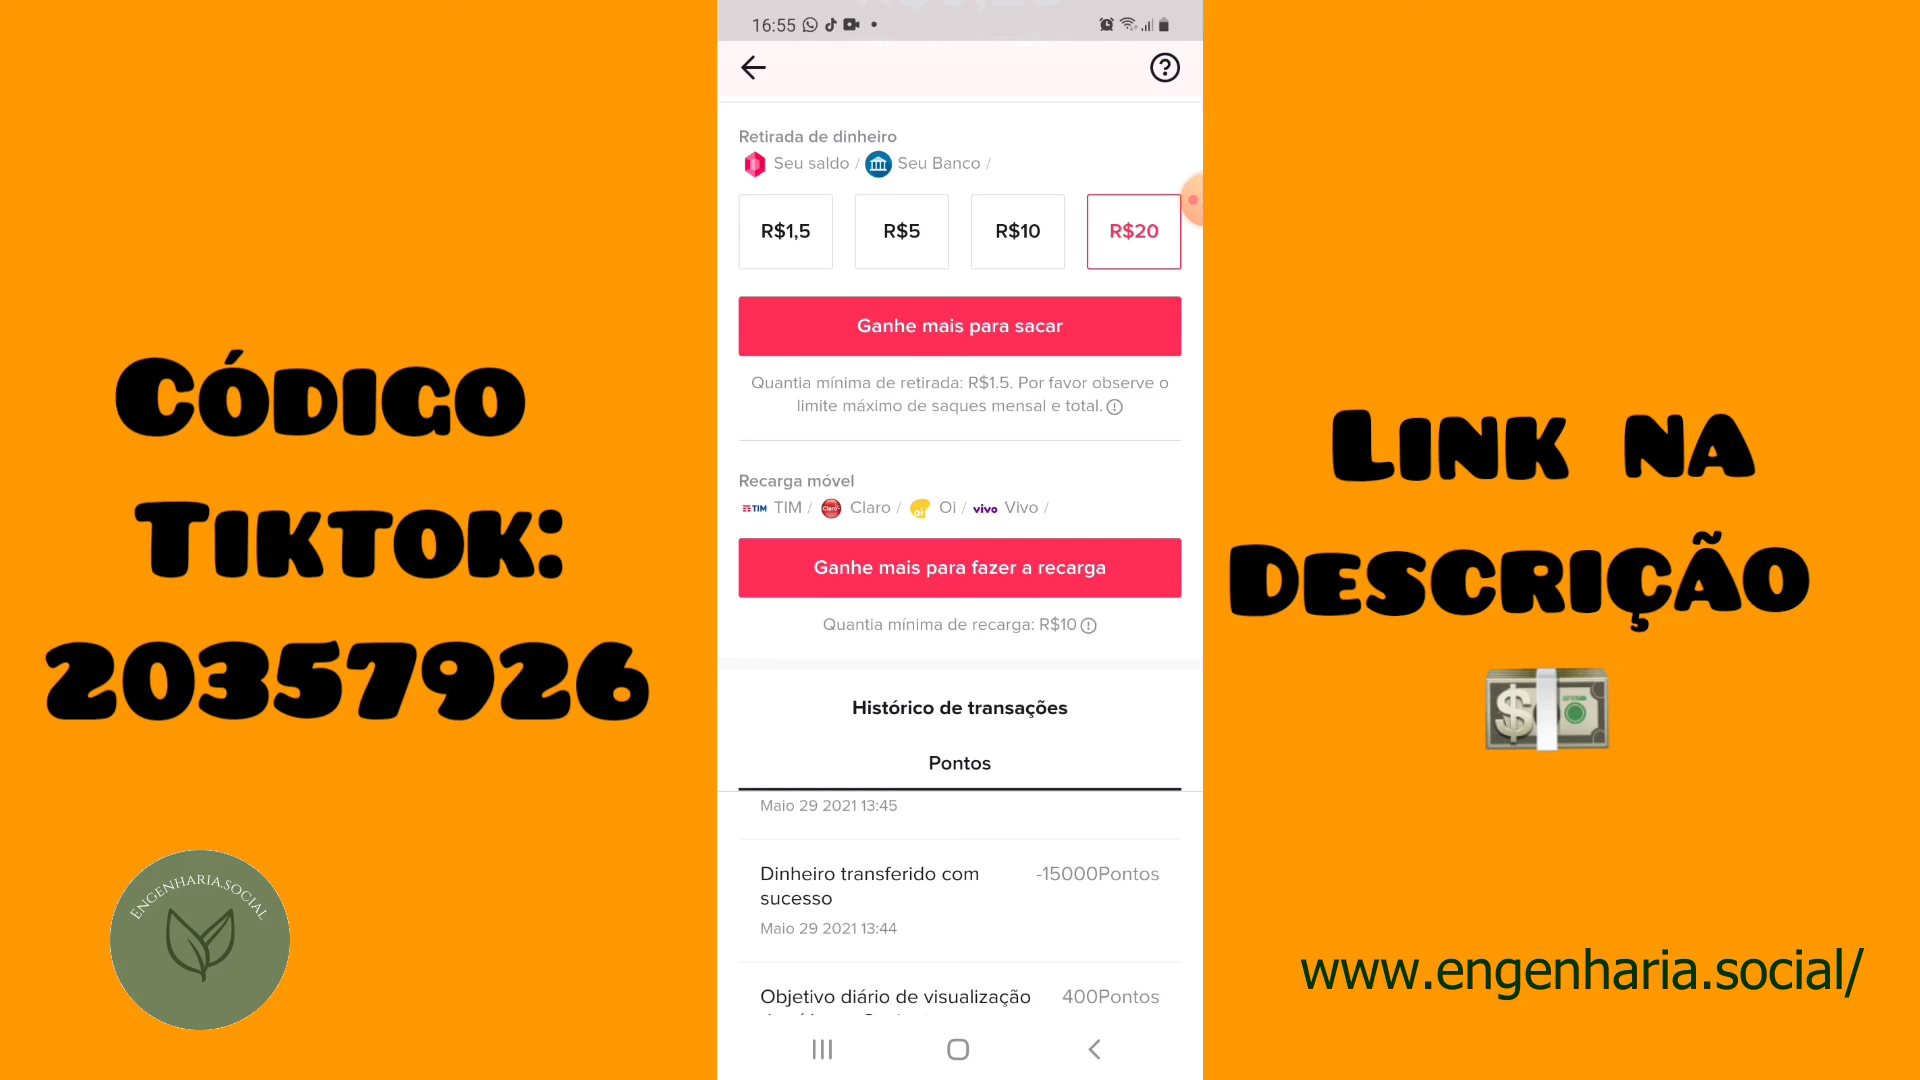 16:55
Retirada de dinheiro
Seu saldo / Seu Banco /
R$1,5 R$5 R$10 R$20
Ganhe mais para sacar
Quantia mínima de retirada: R$1.5. Por favor observe o
limite máximo de saques mensal e total.
Recarga móvel
TIM TIM / Claro Claro / oi Oi / vivo Vivo /
Ganhe mais para fazer a recarga
Quantia mínima de recarga: R$10
Histórico de transações
Pontos
Maio 29 2021 13:45
Dinheiro transferido com -15000Pontos
sucesso
Maio 29 2021 13:44
Objetivo diário de visualização 400Pontos
Código
Tiktok:
20357926
Link na
Descrição
ENGENHARIA.SOCIAL
www.engenharia.social/